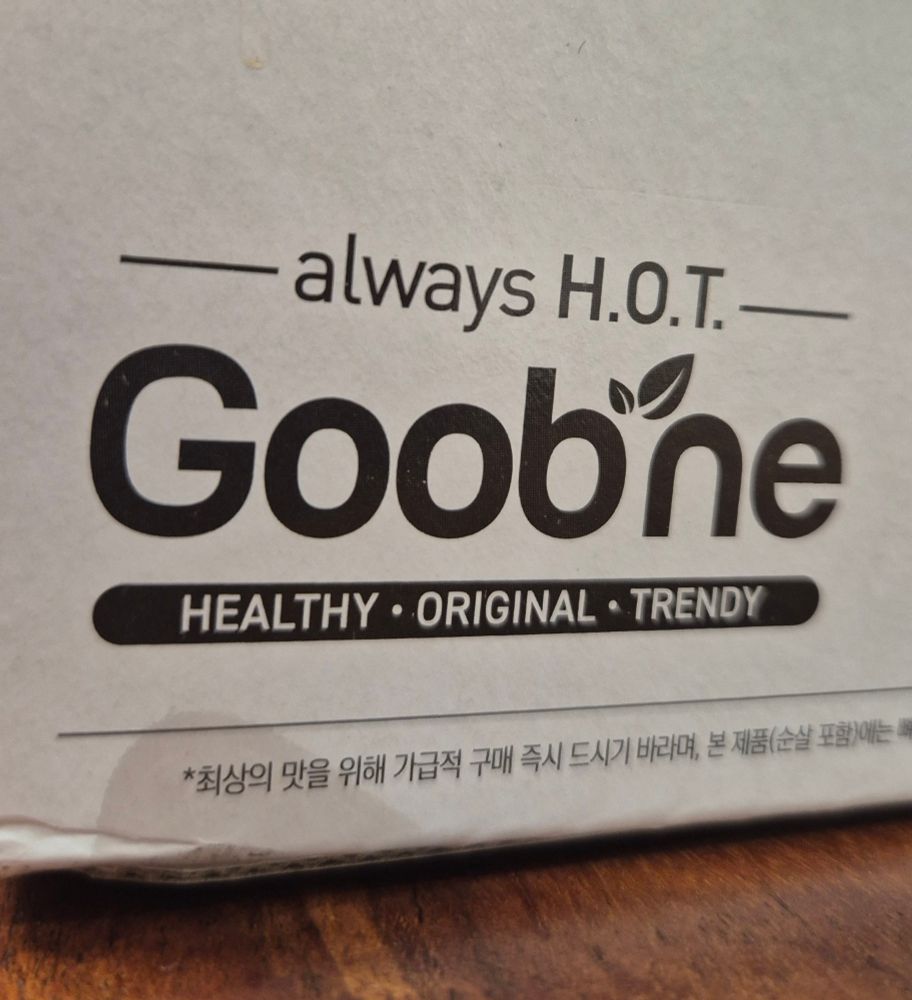 always H.O.T.
Goobne
HEALTHY • ORIGINAL • TRENDY
*최상의 맛을 위해 가급적 구매 즉시 드시기 바라며, 본 제품(순살 포함)에는